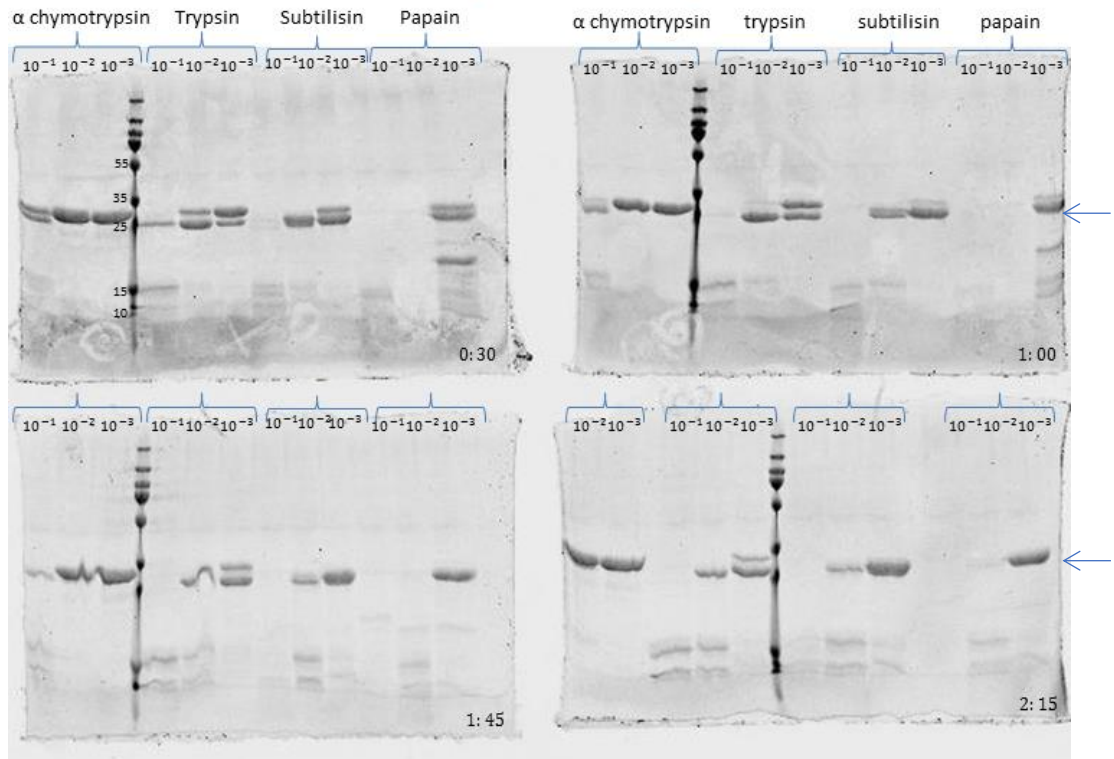 α chymotrypsin Trypsin Subtilisin Papain
α chymotrypsin trypsin subtilisin papain
10⁻¹ 10⁻² 10⁻³ 10⁻¹ 10⁻² 10⁻³ 10⁻¹ 10⁻² 10⁻³ 10⁻¹ 10⁻² 10⁻³
10⁻¹ 10⁻² 10⁻³ 10⁻¹ 10⁻² 10⁻³ 10⁻¹ 10⁻² 10⁻³ 10⁻¹ 10⁻² 10⁻³
55
35
25
15
10
0:30
1:00
10⁻¹ 10⁻² 10⁻³ 10⁻¹ 10⁻² 10⁻³ 10⁻¹ 10⁻² 10⁻³ 10⁻¹ 10⁻² 10⁻³
10⁻² 10⁻³ 10⁻¹ 10⁻² 10⁻³ 10⁻¹ 10⁻² 10⁻³ 10⁻¹ 10⁻² 10⁻³
1:45
2:15